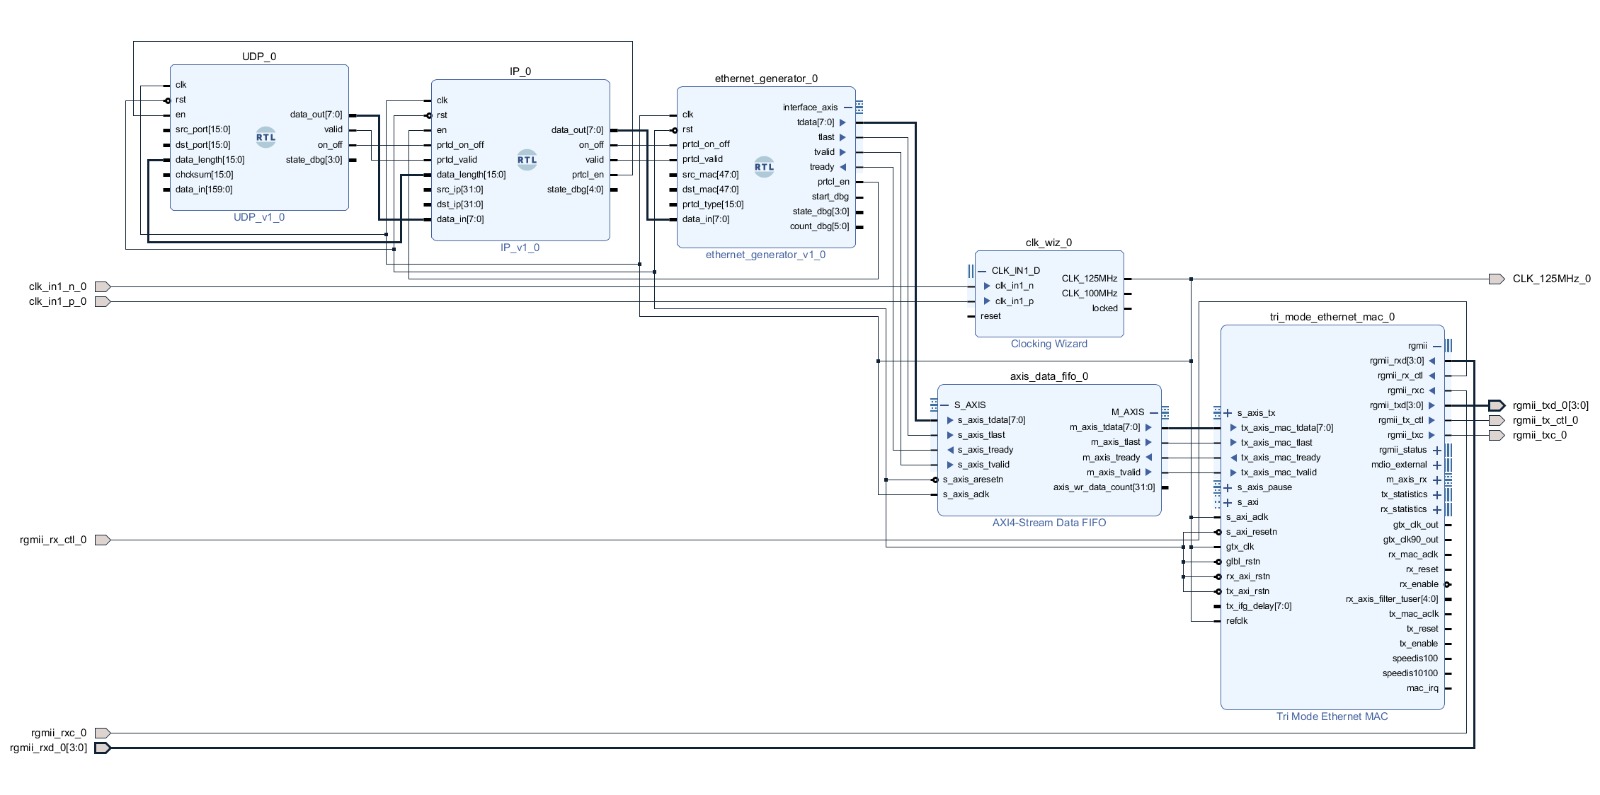 UDP_0
clk
rst
en
src_port[15:0]
dst_port[15:0]
data_length[15:0]
chcksum[15:0]
data_in[159:0]
data_out[7:0]
valid
on_off
state_dbg[3:0]
RTL
UDP_v1_0
IP_0
clk
rst
en
prtcl_on_off
prtcl_valid
data_length[15:0]
src_ip[31:0]
dst_ip[31:0]
data_in[7:0]
data_out[7:0]
on_off
valid
prtcl_en
state_dbg[4:0]
RTL
IP_v1_0
ethernet_generator_0
clk
rst
prtcl_on_off
prtcl_valid
src_mac[47:0]
dst_mac[47:0]
prtcl_type[15:0]
data_in[7:0]
interface_axis
tdata[7:0]
tlast
tvalid
tready
prtcl_en
start_dbg
state_dbg[3:0]
count_dbg[5:0]
RTL
ethernet_generator_v1_0
clk_in1_n_0
clk_in1_p_0
clk_wiz_0
CLK_IN1_D
clk_in1_n
clk_in1_p
reset
CLK_125MHz
CLK_100MHz
locked
Clocking Wizard
CLK_125MHz_0
axis_data_fifo_0
S_AXIS
s_axis_tdata[7:0]
s_axis_tlast
s_axis_tready
s_axis_tvalid
s_axis_aresetn
s_axis_aclk
M_AXIS
m_axis_tdata[7:0]
m_axis_tlast
m_axis_tready
m_axis_tvalid
axis_wr_data_count[31:0]
AXI4-Stream Data FIFO
tri_mode_ethernet_mac_0
s_axis_tx
tx_axis_mac_tdata[7:0]
tx_axis_mac_tlast
tx_axis_mac_tready
tx_axis_mac_tvalid
s_axis_pause
s_axi
s_axi_aclk
s_axi_resetn
gtx_clk
glbl_rstn
rx_axi_rstn
tx_axi_rstn
tx_ifg_delay[7:0]
refclk
rgmii
rgmii_rxd[3:0]
rgmii_rx_ctl
rgmii_rxc
rgmii_txd[3:0]
rgmii_tx_ctl
rgmii_txc
rgmii_status
mdio_external
m_axis_rx
tx_statistics
rx_statistics
gtx_clk_out
gtx_clk90_out
rx_mac_aclk
rx_reset
rx_enable
rx_axis_filter_tuser[4:0]
tx_mac_aclk
tx_reset
tx_enable
speedis100
speedis10100
mac_irq
Tri Mode Ethernet MAC
rgmii_txd_0[3:0]
rgmii_tx_ctl_0
rgmii_txc_0
rgmii_rx_ctl_0
rgmii_rxc_0
rgmii_rxd_0[3:0]